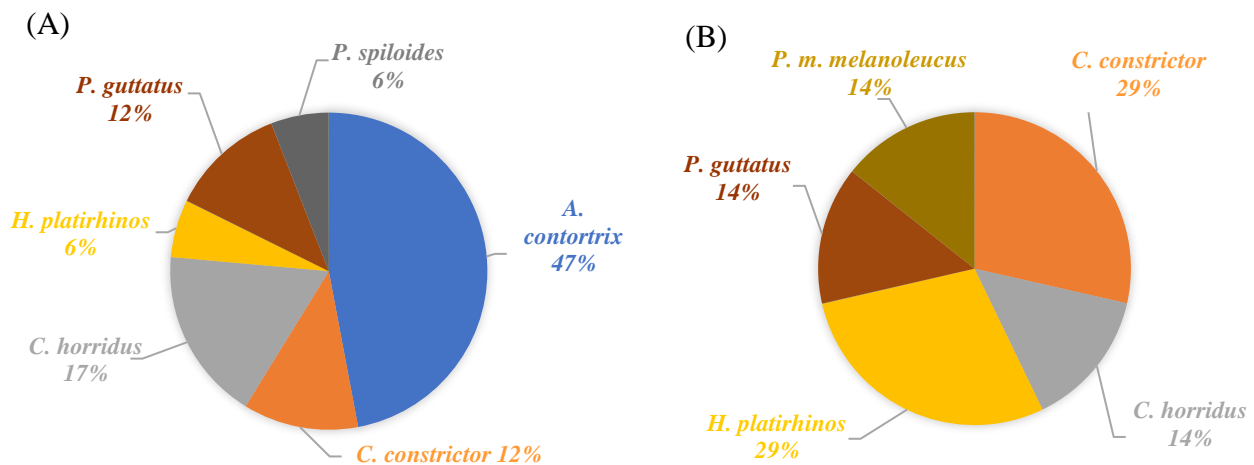 (A)
P. spiloides
6%
P. guttatus
12%
H. platirhinos
6%
A.
contortrix
47%
C. horridus
17%
C. constrictor 12%
(B)
P. m. melanoleucus
14%
C. constrictor
29%
P. guttatus
14%
H. platirhinos
29%
C. horridus
14%